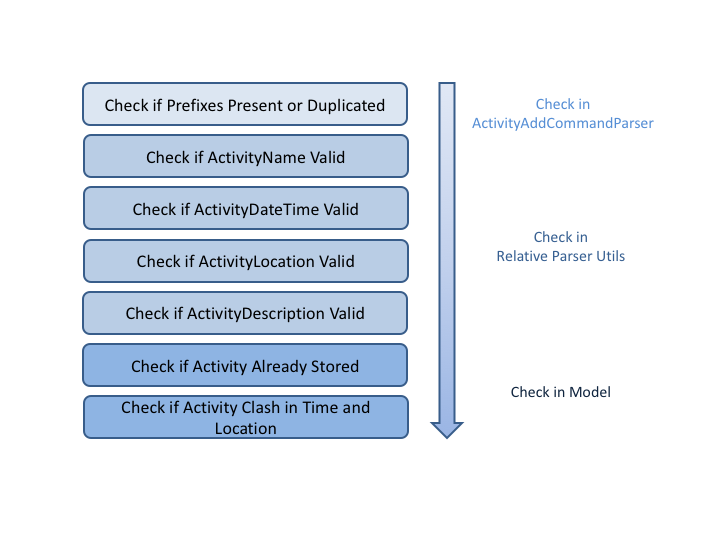 Check if Prefixes Present or Duplicated
Check if ActivityName Valid
Check if ActivityDateTime Valid
Check if ActivityLocation Valid
Check if ActivityDescription Valid
Check if Activity Already Stored
Check if Activity Clash in Time and
Location
Check in
ActivityAddCommandParser
Check in
Relative Parser Utils
Check in Model